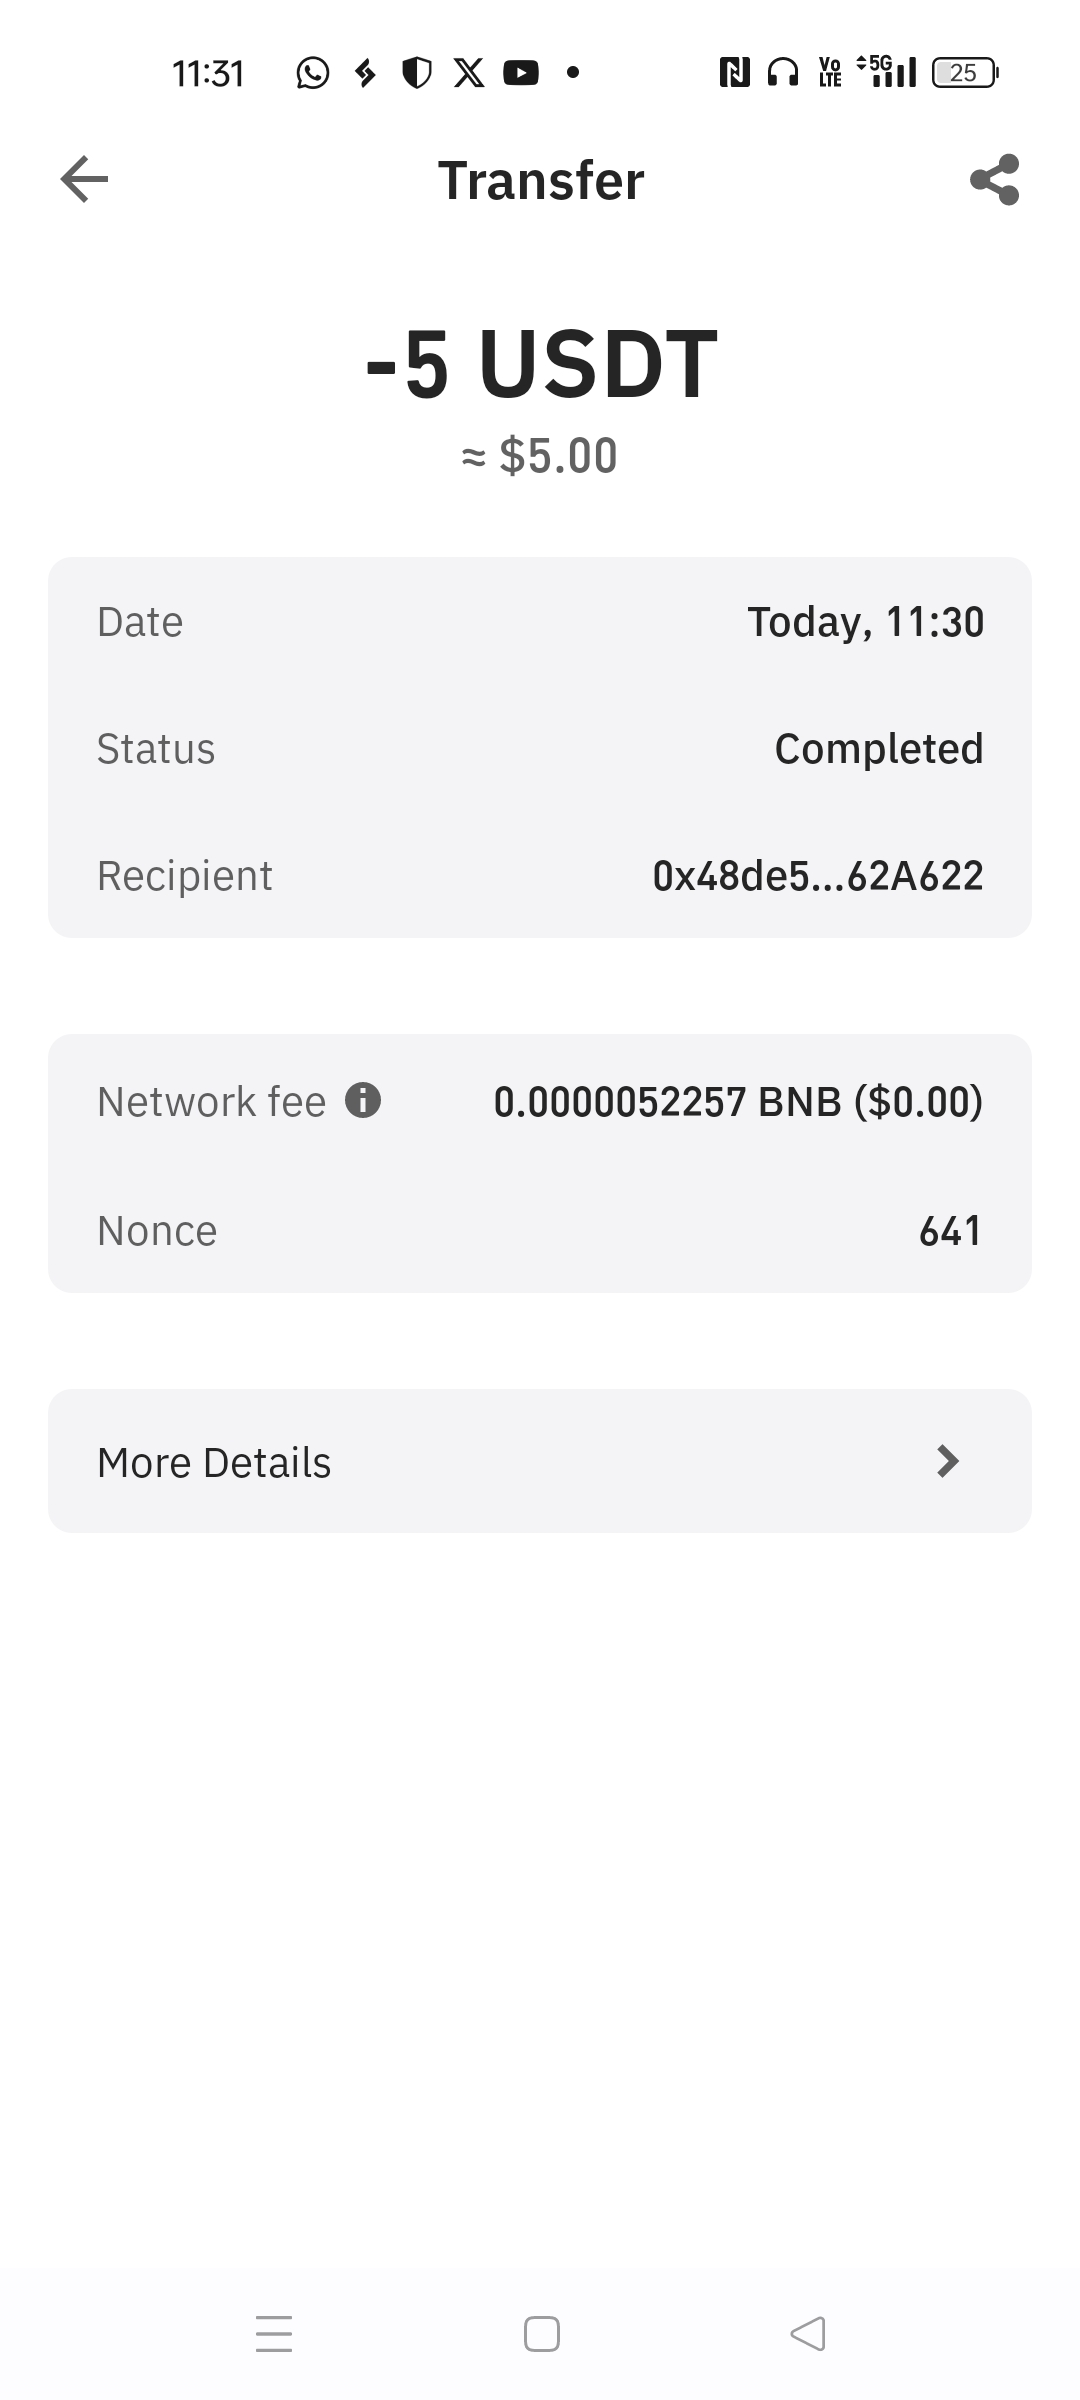 11:31 Vo LTE 5G 25
Transfer
-5 USDT
≈ $5.00
Date Today, 11:30
Status Completed
Recipient 0x48de5...62A622
Network fee 0.0000052257 BNB ($0.00)
Nonce 641
More Details